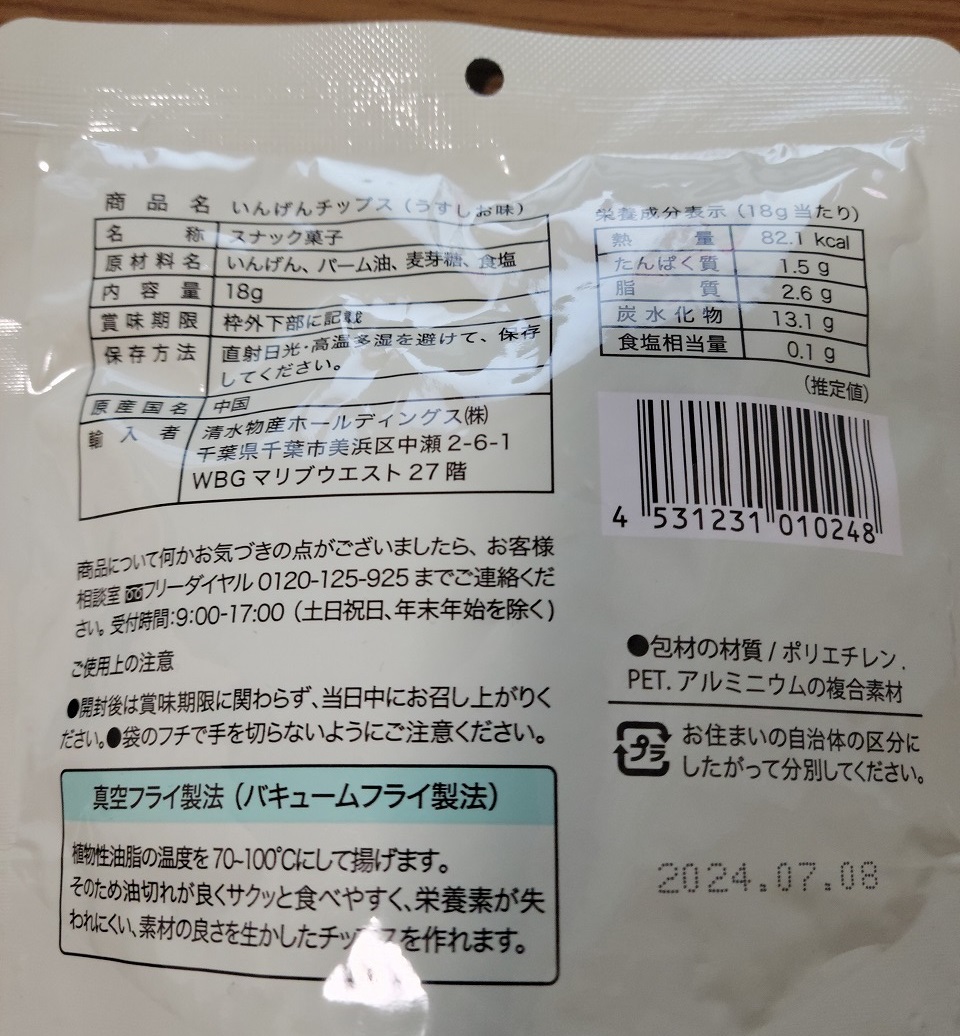 商品名 いんげんチップス（うすしお味）
名称 スナック菓子
原材料名 いんげん、パーム油、麦芽糖、食塩
内容量 18g
賞味期限 枠外下部に記載
保存方法 直射日光・高温多湿を避けて、保存
してください。
原産国名 中国
輸入者 清水物産ホールディングス㈱
千葉県千葉市美浜区中瀬2-6-1
WBGマリブウエスト27階
栄養成分表示（18g当たり）
熱量 82.1 kcal
たんぱく質 1.5 g
脂質 2.6 g
炭水化物 13.1 g
食塩相当量 0.1 g
（推定値）
4 531231 010248
商品について何かお気づきの点がございましたら、お客様
相談室 フリーダイヤル 0120-125-925 までご連絡くだ
さい。受付時間:9:00-17:00（土日祝日、年末年始を除く）
ご使用上の注意
●開封後は賞味期限に関わらず、当日中にお召し上がりく
ださい。●袋のフチで手を切らないようにご注意ください。
●包材の材質/ポリエチレン.
PET.アルミニウムの複合素材
プラ お住まいの自治体の区分に
したがって分別してください。
真空フライ製法（バキュームフライ製法）
植物性油脂の温度を70~100℃にして揚げます。
そのため油切れが良くサクッと食べやすく、栄養素が失
われにくい、素材の良さを生かしたチップスを作れます。
2024.07.08